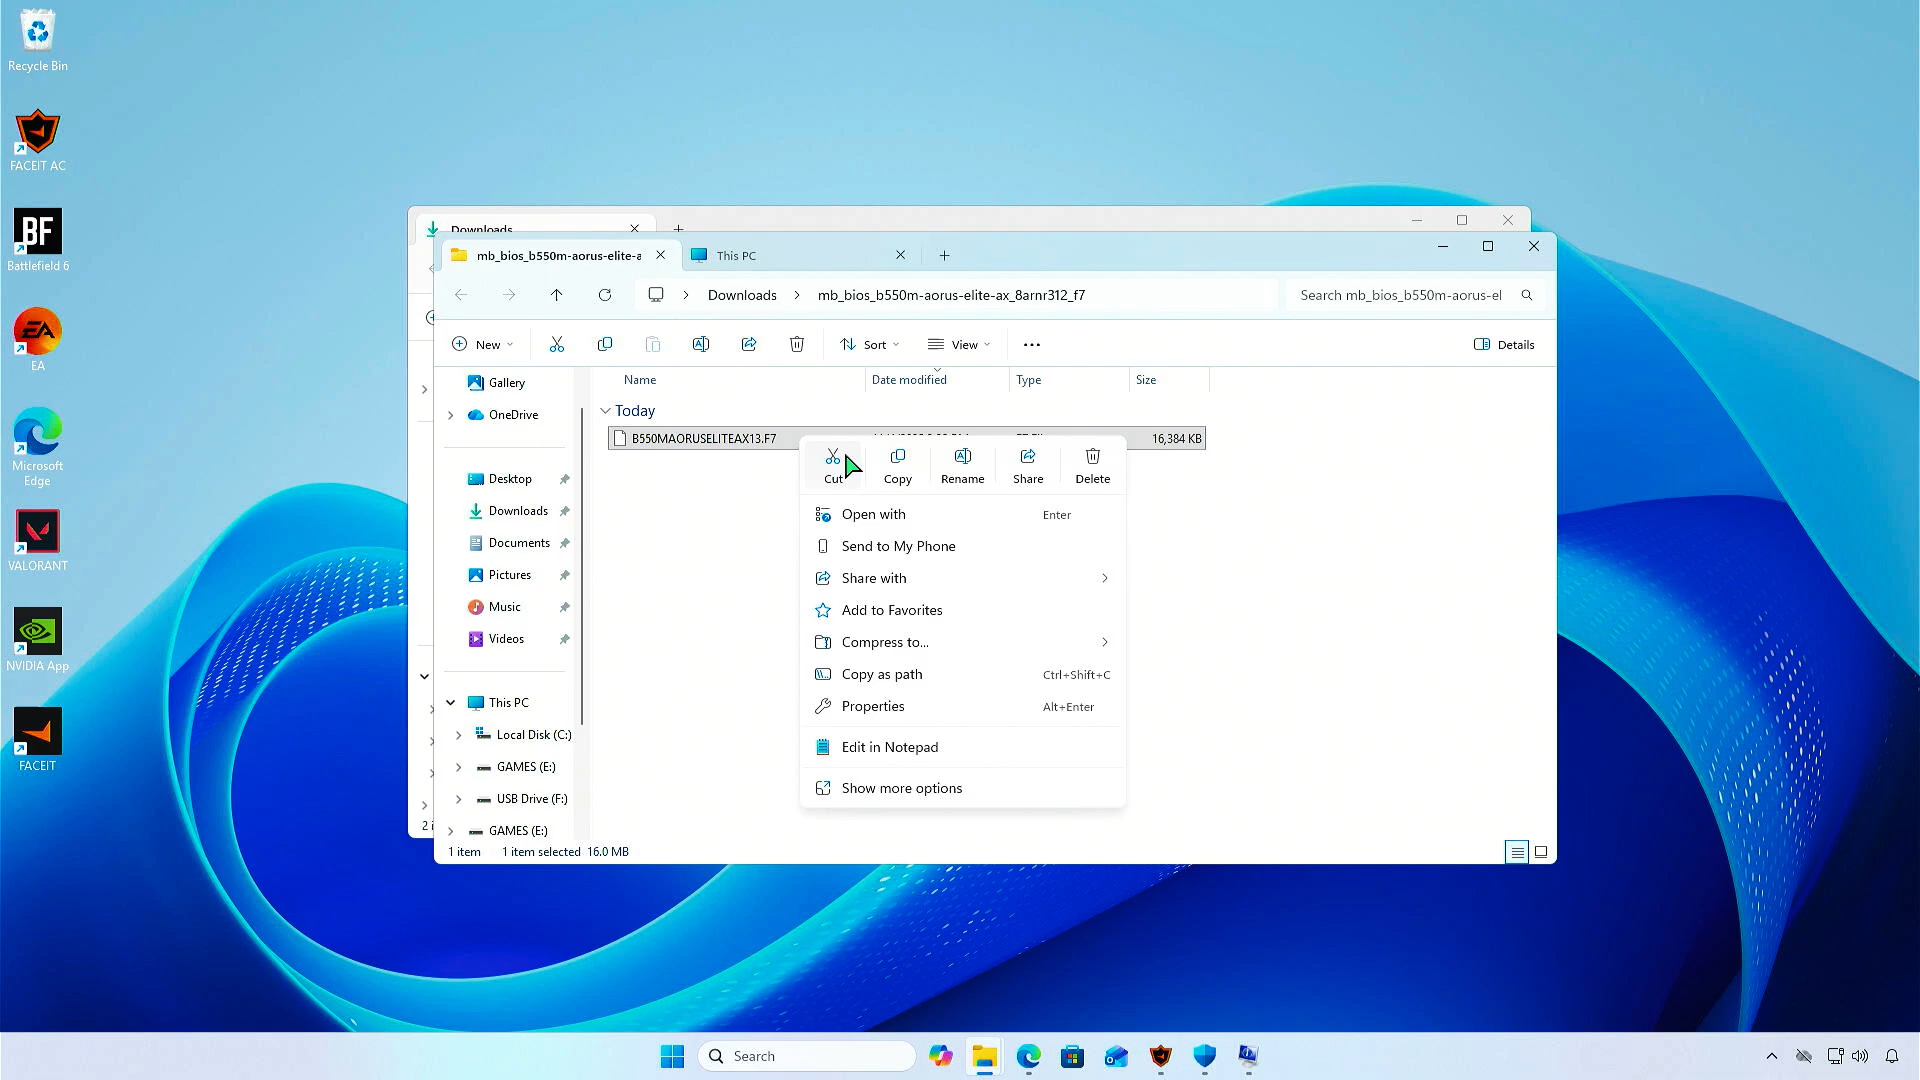 Recycle Bin
FACEIT AC
BF
Battlefield 6
EA
EA
Microsoft
Edge
VALORANT
NVIDIA App
FACEIT
Downloads
mb_bios_b550m-aorus-elite-a
This PC
Downloads
mb_bios_b550m-aorus-elite-ax_8arnr312_f7
Search mb_bios_b550m-aorus-el
New
Sort
View
Details
Gallery
OneDrive
Desktop
Downloads
Documents
Pictures
Music
Videos
This PC
Local Disk (C:)
GAMES (E:)
USB Drive (F:)
GAMES (E:)
Name
Date modified
Type
Size
Today
B550MAORUSELITEAX13.F7
16,384 KB
Cut
Copy
Rename
Share
Delete
Open with
Enter
Send to My Phone
Share with
Add to Favorites
Compress to...
Copy as path
Ctrl+Shift+C
Properties
Alt+Enter
Edit in Notepad
Show more options
1 item
1 item selected
16.0 MB
Search